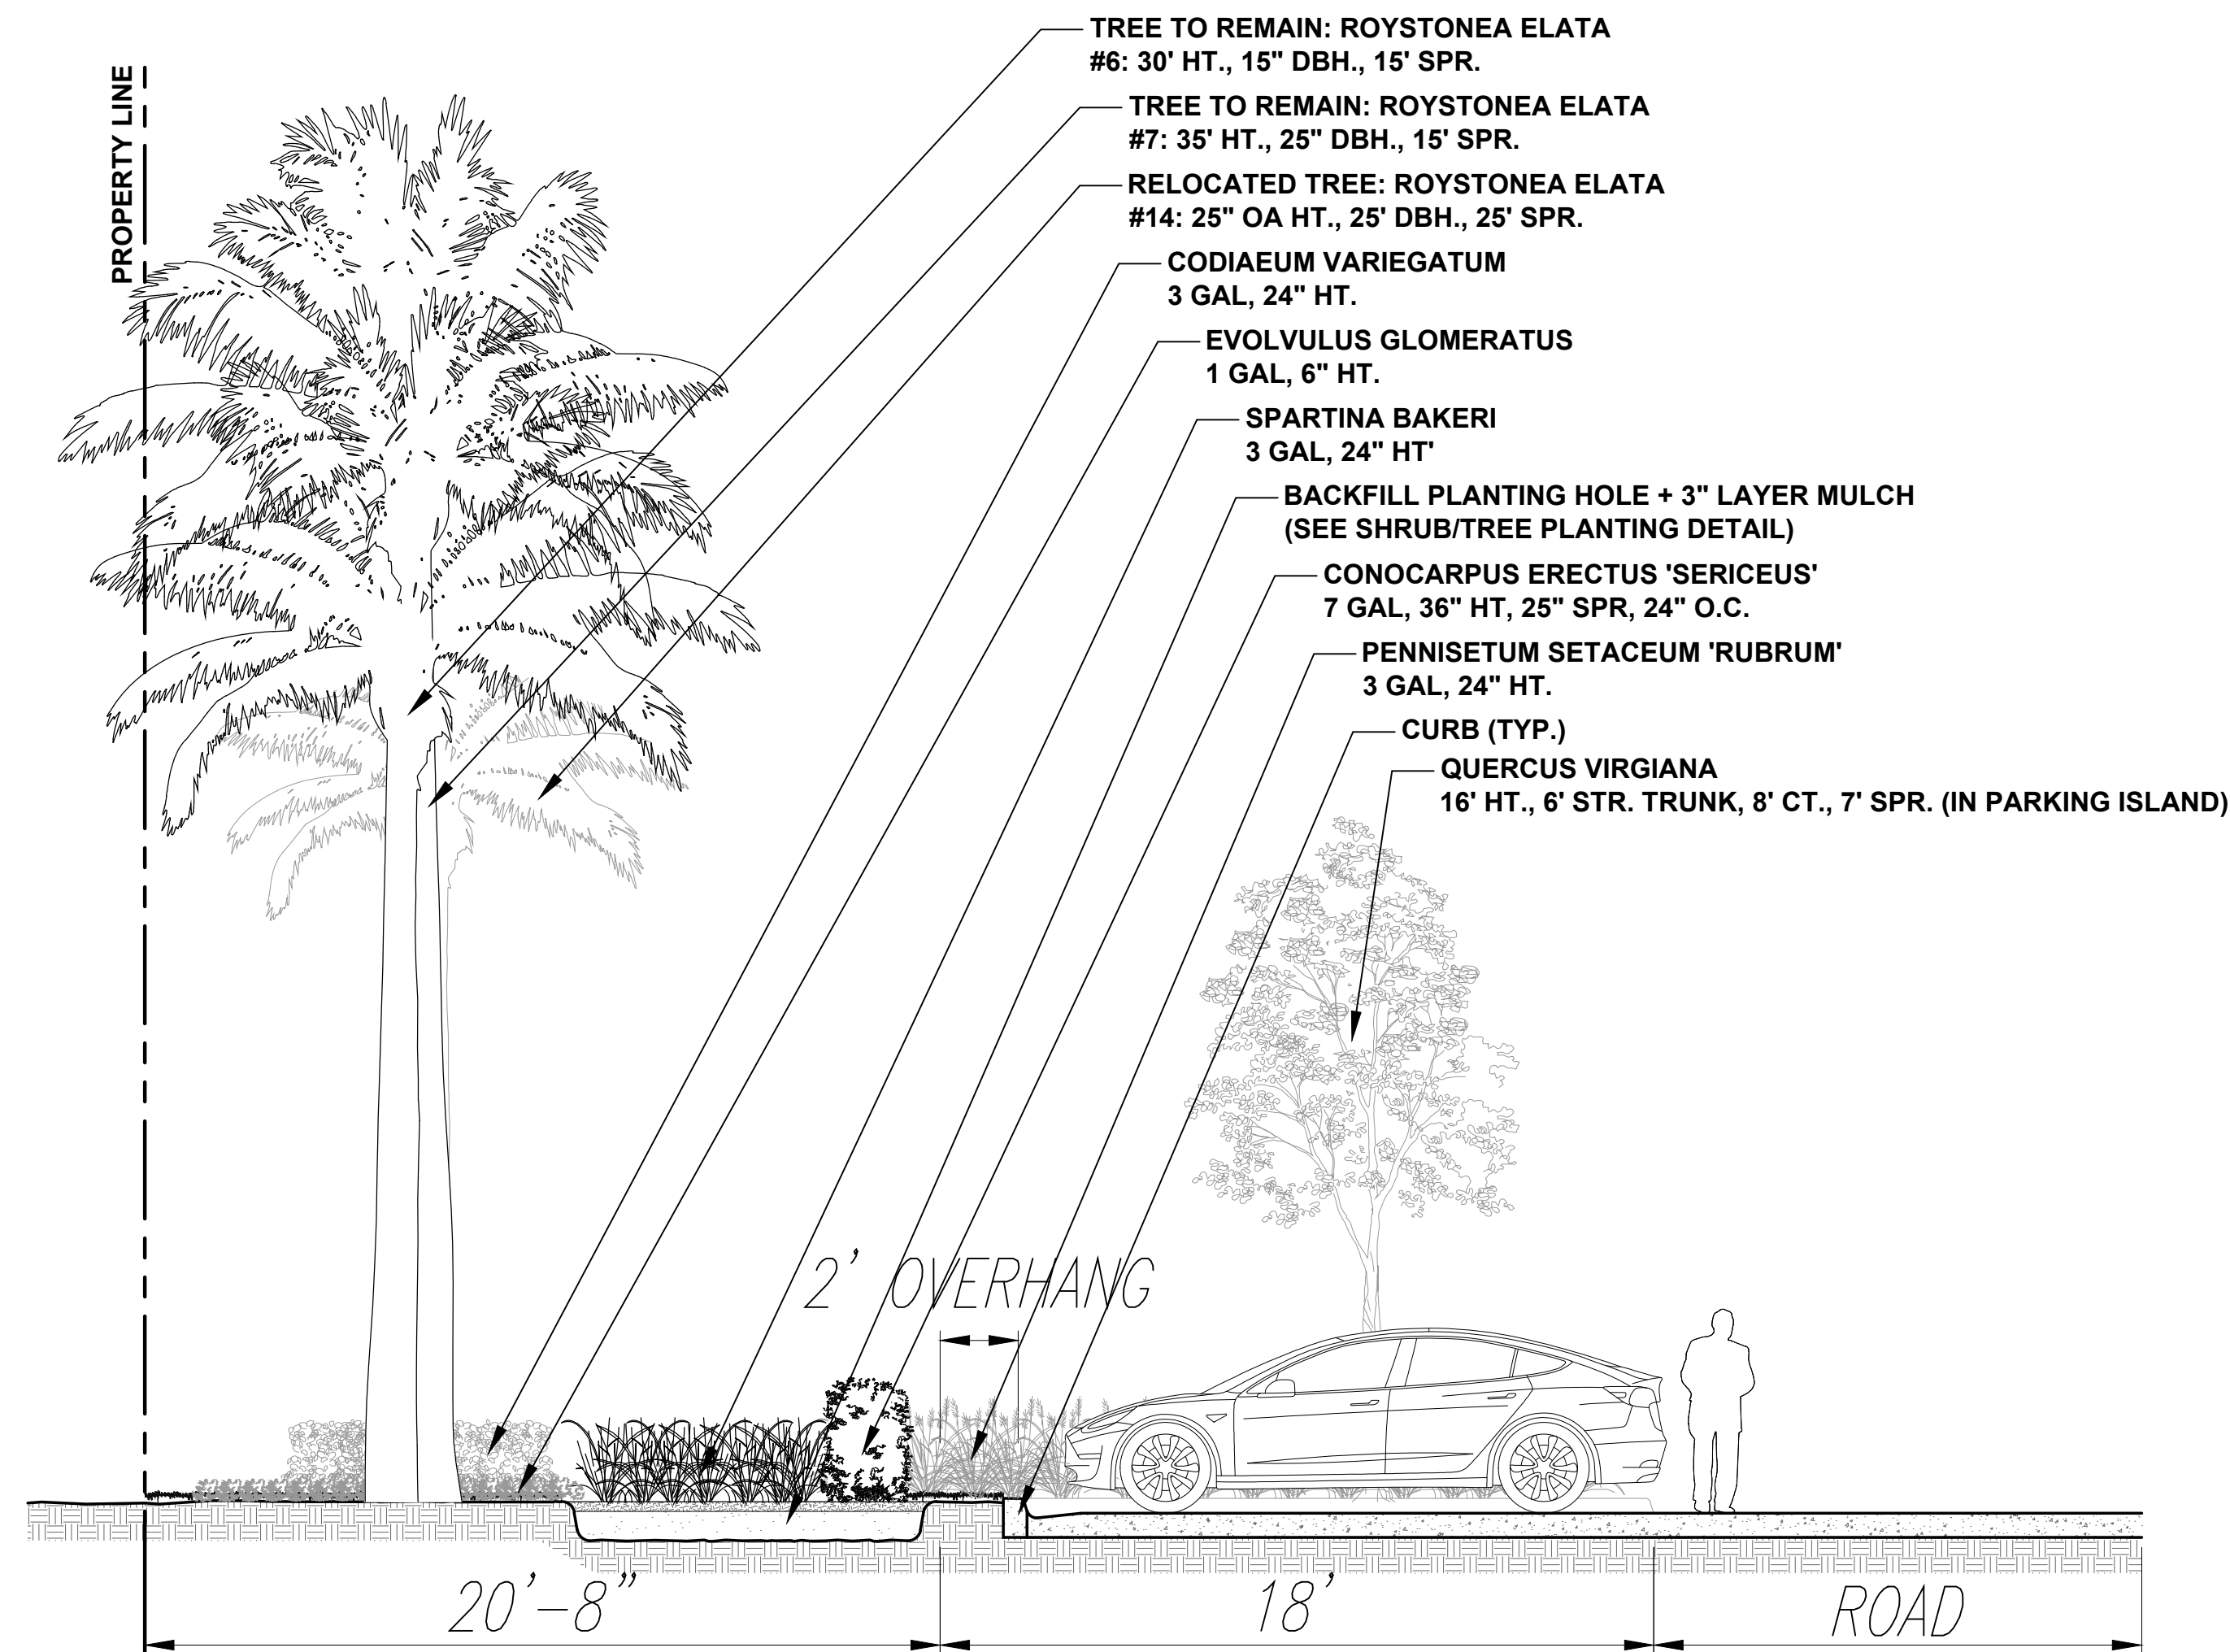 PROPERTY LINE
TREE TO REMAIN: ROYSTONEA ELATA
#6: 30' HT., 15" DBH., 15' SPR.
TREE TO REMAIN: ROYSTONEA ELATA
#7: 35' HT., 25" DBH., 15' SPR.
RELOCATED TREE: ROYSTONEA ELATA
#14: 25" OA HT., 25' DBH., 25' SPR.
CODIAEUM VARIEGATUM
3 GAL, 24" HT.
EVOLVULUS GLOMERATUS
1 GAL, 6" HT.
SPARTINA BAKERI
3 GAL, 24" HT'
BACKFILL PLANTING HOLE + 3" LAYER MULCH
(SEE SHRUB/TREE PLANTING DETAIL)
CONOCARPUS ERECTUS 'SERICEUS'
7 GAL, 36" HT, 25" SPR, 24" O.C.
PENNISETUM SETACEUM 'RUBRUM'
3 GAL, 24" HT.
CURB (TYP.)
QUERCUS VIRGIANA
16' HT., 6' STR. TRUNK, 8' CT., 7' SPR. (IN PARKING ISLAND)
2' OVERHANG
20'-8"
18'
ROAD